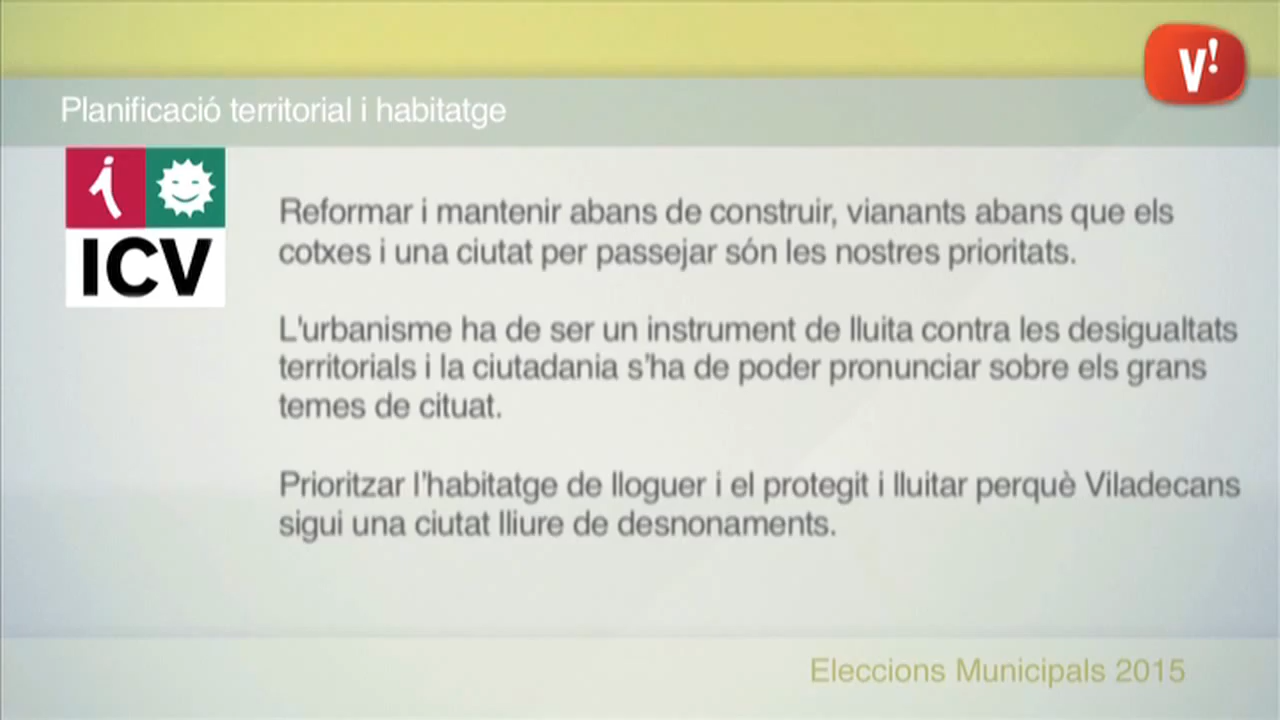 V!
Planificació territorial i habitatge
ICV
Reformar i mantenir abans de construir, vianants abans que els
cotxes i una ciutat per passejar són les nostres prioritats.
L'urbanisme ha de ser un instrument de lluita contra les desigualtats
territorials i la ciutadania s'ha de poder pronunciar sobre els grans
temes de cituat.
Prioritzar l'habitatge de lloguer i el protegit i lluitar perquè Viladecans
sigui una ciutat lliure de desnonaments.
Eleccions Municipals 2015